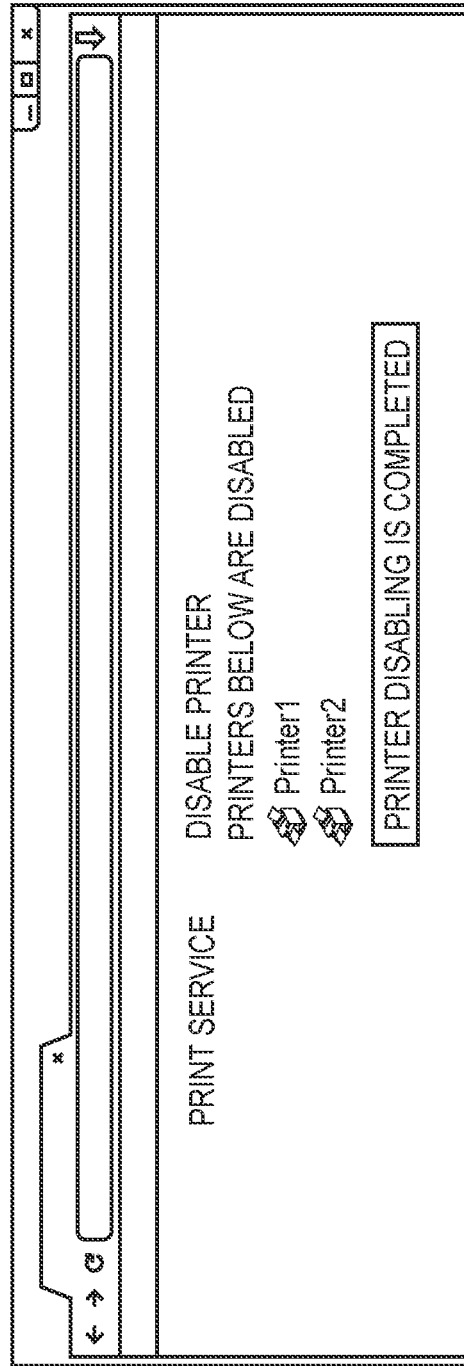 PRINT SERVICE
DISABLE PRINTER
PRINTERS BELOW ARE DISABLED
Printer1
Printer2
PRINTER DISABLING IS COMPLETED